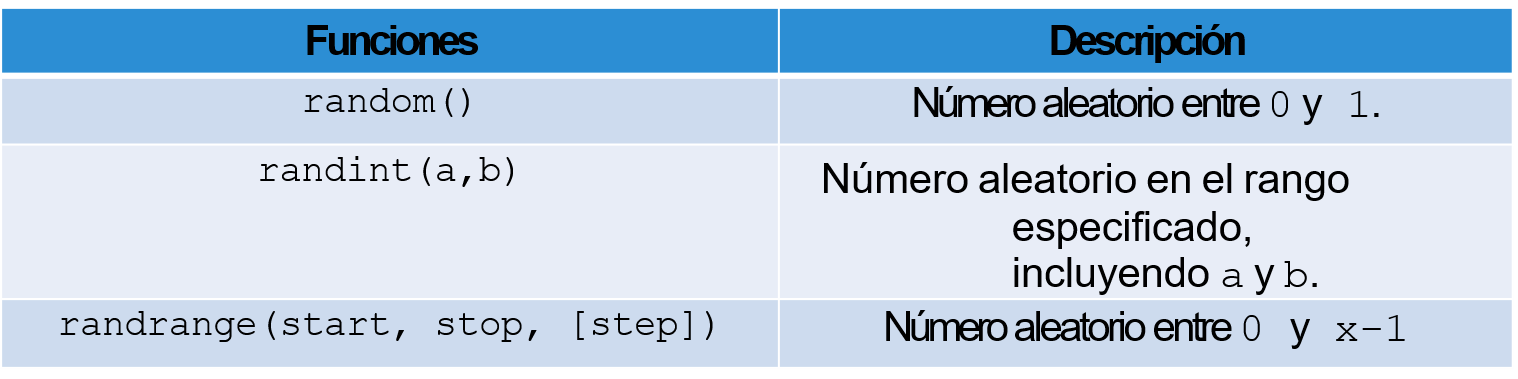 Funciones Descripción
random() Número aleatorio entre 0 y 1.
randint(a,b) Número aleatorio en el rango
especificado,
incluyendo a y b.
randrange(start, stop, [step]) Número aleatorio entre 0 y x-1